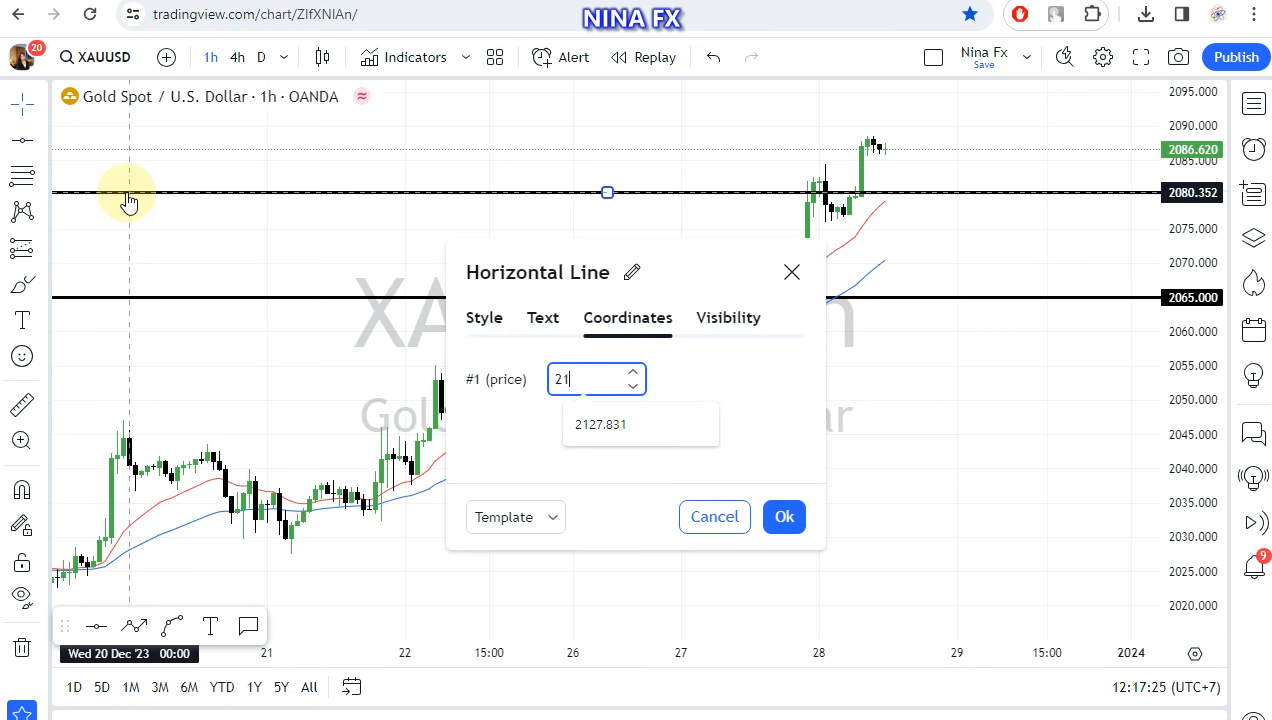 tradingview.com/chart/ZIfXNIAn/
NINA FX
20
XAUUSD
1h
4h
D
Indicators
Alert
Replay
Nina Fx
Save
Publish
Gold Spot / U.S. Dollar · 1h · OANDA
2095.000
2090.000
2086.620
2085.000
2080.352
2075.000
2070.000
2065.000
2060.000
2055.000
2050.000
2045.000
2040.000
2035.000
2030.000
2025.000
2020.000
Horizontal Line
Style
Text
Coordinates
Visibility
#1 (price)
21
2127.831
Template
Cancel
Ok
9
Wed 20 Dec '23 00:00
21
22
15:00
26
27
28
29
15:00
2024
1D
5D
1M
3M
6M
YTD
1Y
5Y
All
12:17:25 (UTC+7)